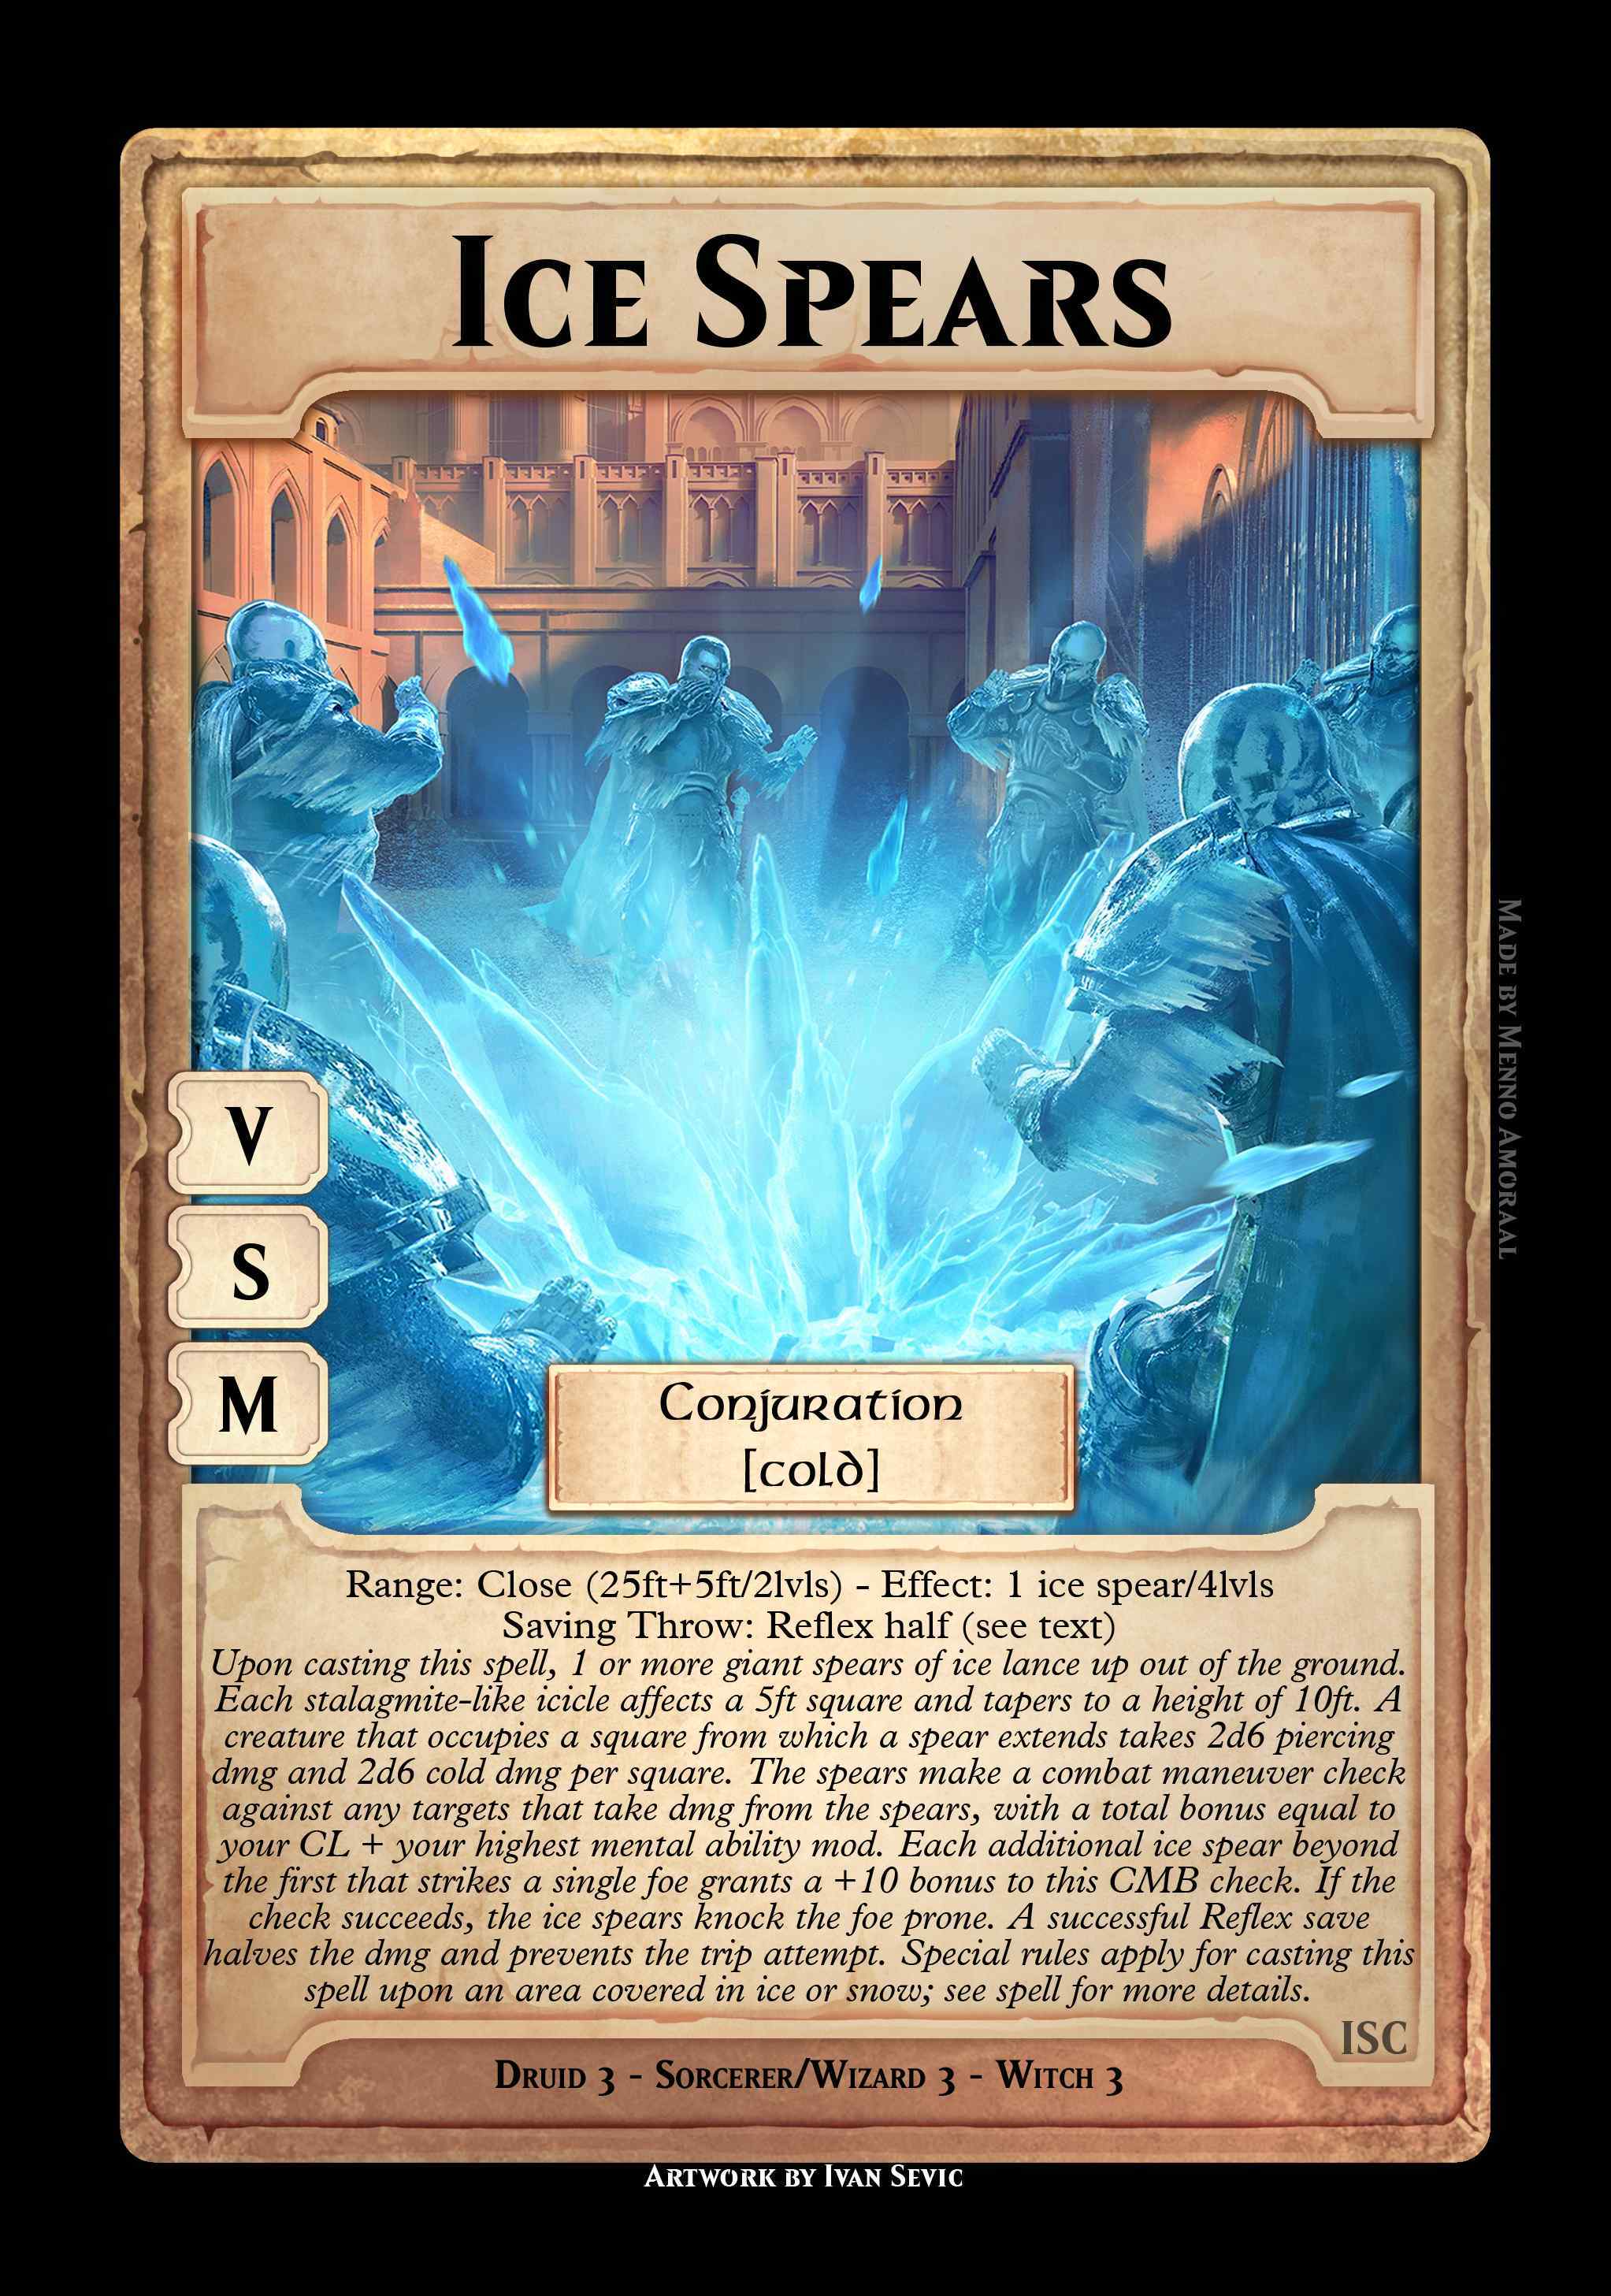 Ice Spears
Made by Menno Amoraal
V
S
M
Conjuration
[cold]
Range: Close (25ft+5ft/2lvls) - Effect: 1 ice spear/4lvls
Saving Throw: Reflex half (see text)
Upon casting this spell, 1 or more giant spears of ice lance up out of the ground.
Each stalagmite-like icicle affects a 5ft square and tapers to a height of 10ft. A
creature that occupies a square from which a spear extends takes 2d6 piercing
dmg and 2d6 cold dmg per square. The spears make a combat maneuver check
against any targets that take dmg from the spears, with a total bonus equal to
your CL + your highest mental ability mod. Each additional ice spear beyond
the first that strikes a single foe grants a +10 bonus to this CMB check. If the
check succeeds, the ice spears knock the foe prone. A successful Reflex save
halves the dmg and prevents the trip attempt. Special rules apply for casting this
spell upon an area covered in ice or snow; see spell for more details.
ISC
Druid 3 - Sorcerer/Wizard 3 - Witch 3
Artwork by Ivan Sevic